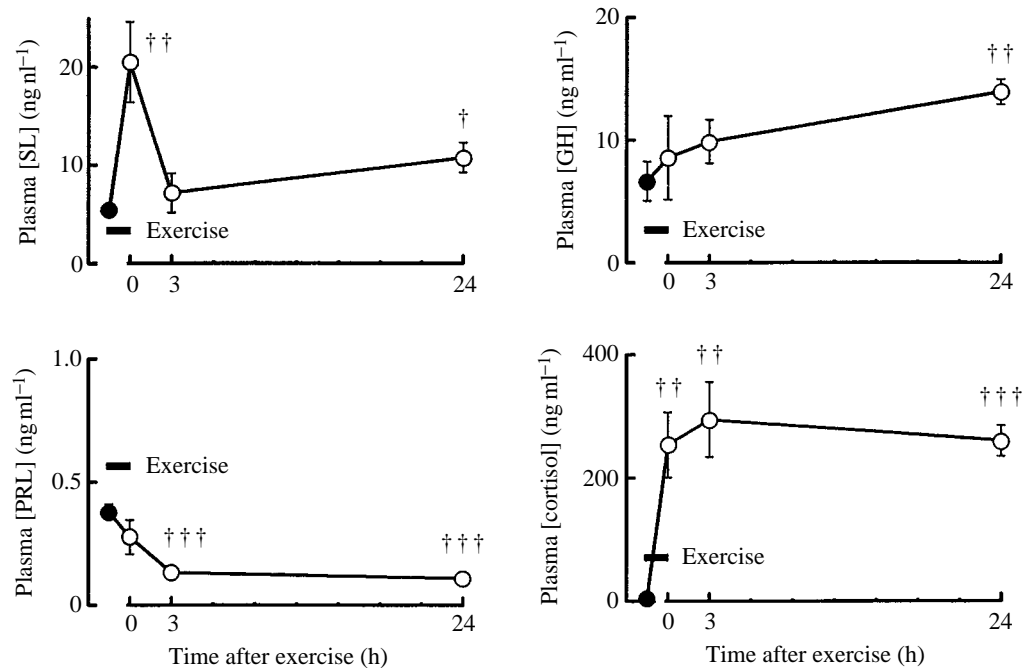 Plasma [SL] (ng nl⁻¹)
20
10
0
††
†
Exercise
0 3 24
Plasma [GH] (ng ml⁻¹)
20
10
0
††
Exercise
0 3 24
Plasma [PRL] (ng ml⁻¹)
1.0
0.5
0
Exercise
†††
†††
0 3 24
Time after exercise (h)
Plasma [cortisol] (ng ml⁻¹)
400
200
0
††
††
†††
Exercise
0 3 24
Time after exercise (h)